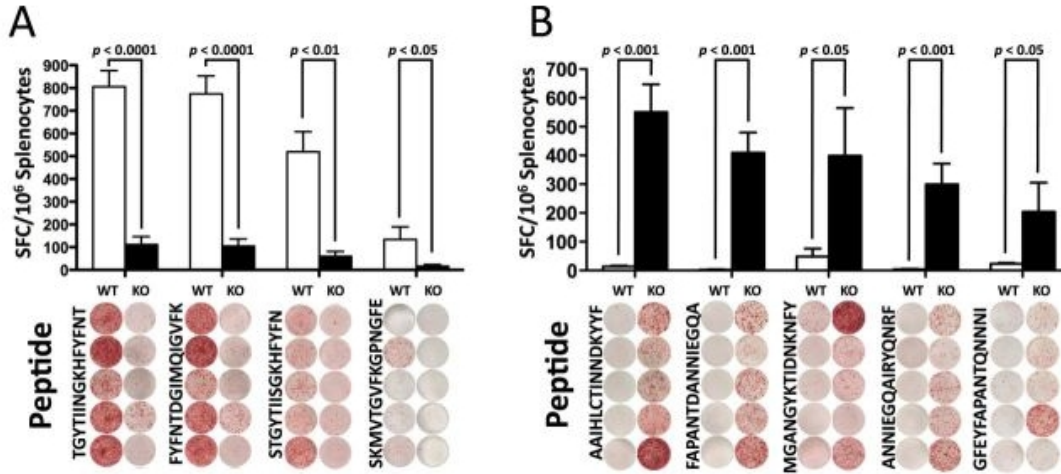 A
p < 0.0001 p < 0.0001 p < 0.01 p < 0.05
900
800
700
600
500
400
300
200
100
0
SFC/10⁶ Splenocytes
WT KO WT KO WT KO WT KO
Peptide
TGYTIINGKHFYFNT
FYFNTDGIMQIGVFK
STGYTIISGKHFYFN
SKMVTGVFKGPNGFE
B
p < 0.001 p < 0.001 p < 0.05 p < 0.001 p < 0.05
700
600
500
400
300
200
100
0
SFC/10⁶ Splenocytes
WT KO WT KO WT KO WT KO WT KO
Peptide
AAIHLCTINNDKYYF
FAPANTDANNIEGQA
MGANGYKTIDNKNFY
ANNIEGQAIRYQNRF
GFEYFAPANTQNNNI